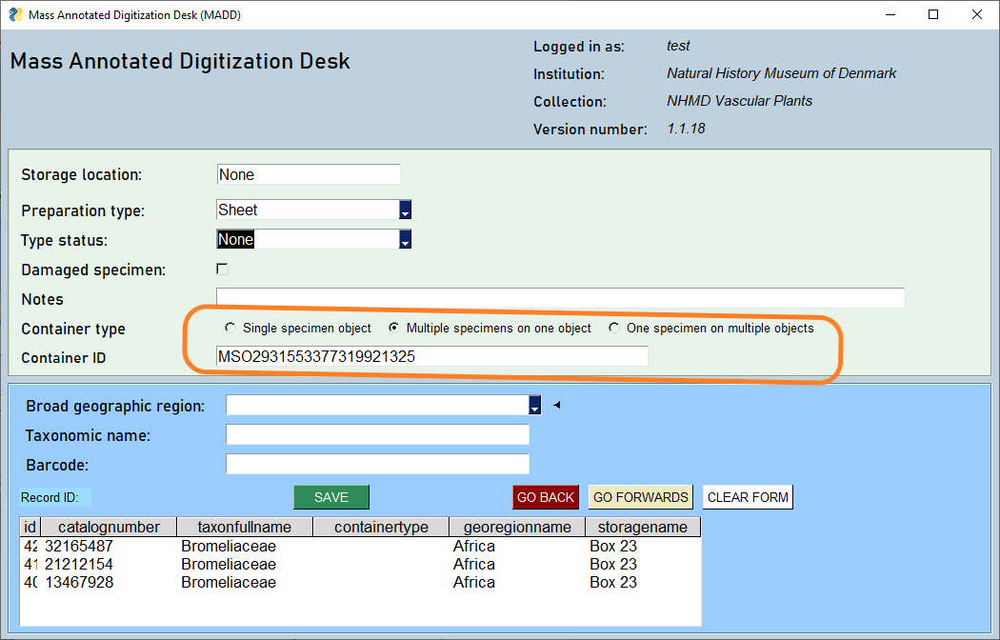 Mass Annotated Digitization Desk (MADD)
Mass Annotated Digitization Desk
Logged in as: test
Institution: Natural History Museum of Denmark
Collection: NHMD Vascular Plants
Version number: 1.1.18
Storage location: None
Preparation type: Sheet
Type status: None
Damaged specimen:
Notes
Container type Single specimen object Multiple specimens on one object One specimen on multiple objects
Container ID MSO2931553377319921325
Broad geographic region:
Taxonomic name:
Barcode:
Record ID: SAVE GO BACK GO FORWARDS CLEAR FORM
id catalognumber taxonfullname containertype georegionname storagename
42 32165487 Bromeliaceae Africa Box 23
41 21212154 Bromeliaceae Africa Box 23
40 13467928 Bromeliaceae Africa Box 23